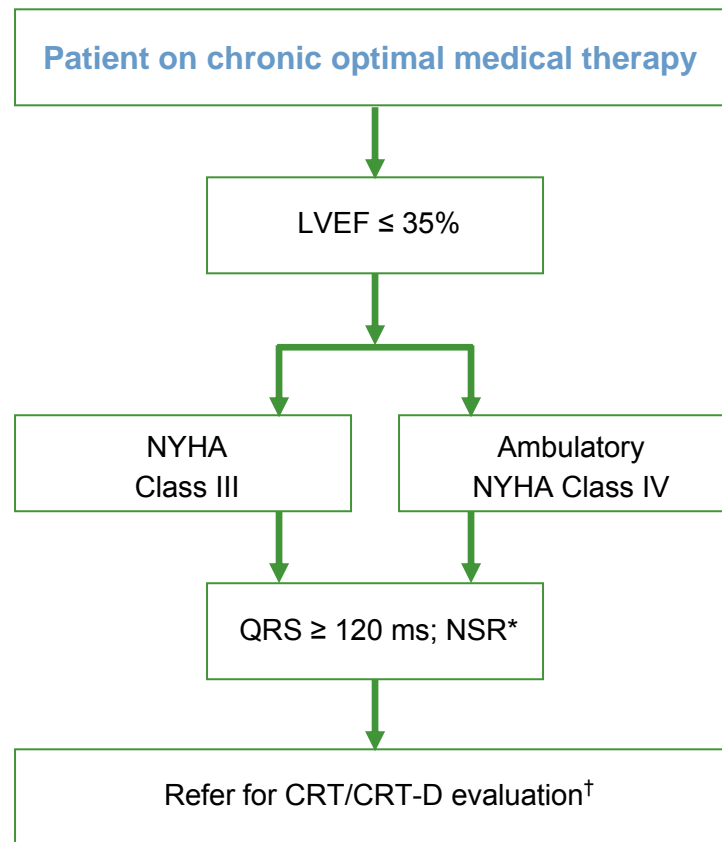 Patient on chronic optimal medical therapy
LVEF ≤ 35%
NYHA
Class III
Ambulatory
NYHA Class IV
QRS ≥ 120 ms; NSR*
Refer for CRT/CRT-D evaluation†